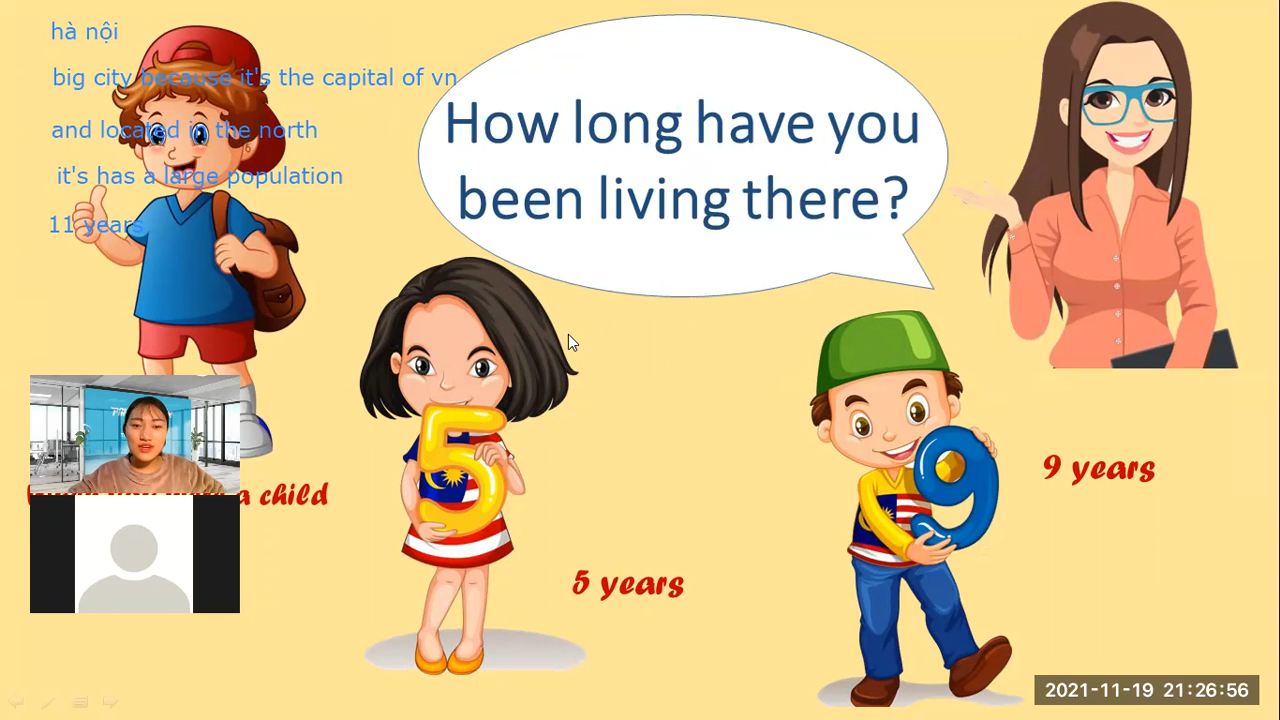 hà nội
big city because it's the capital of vn
and located in the north
it's has a large population
11 years
How long have you
been living there?
a child
5
9
9 years
5 years
2021-11-19 21:26:56